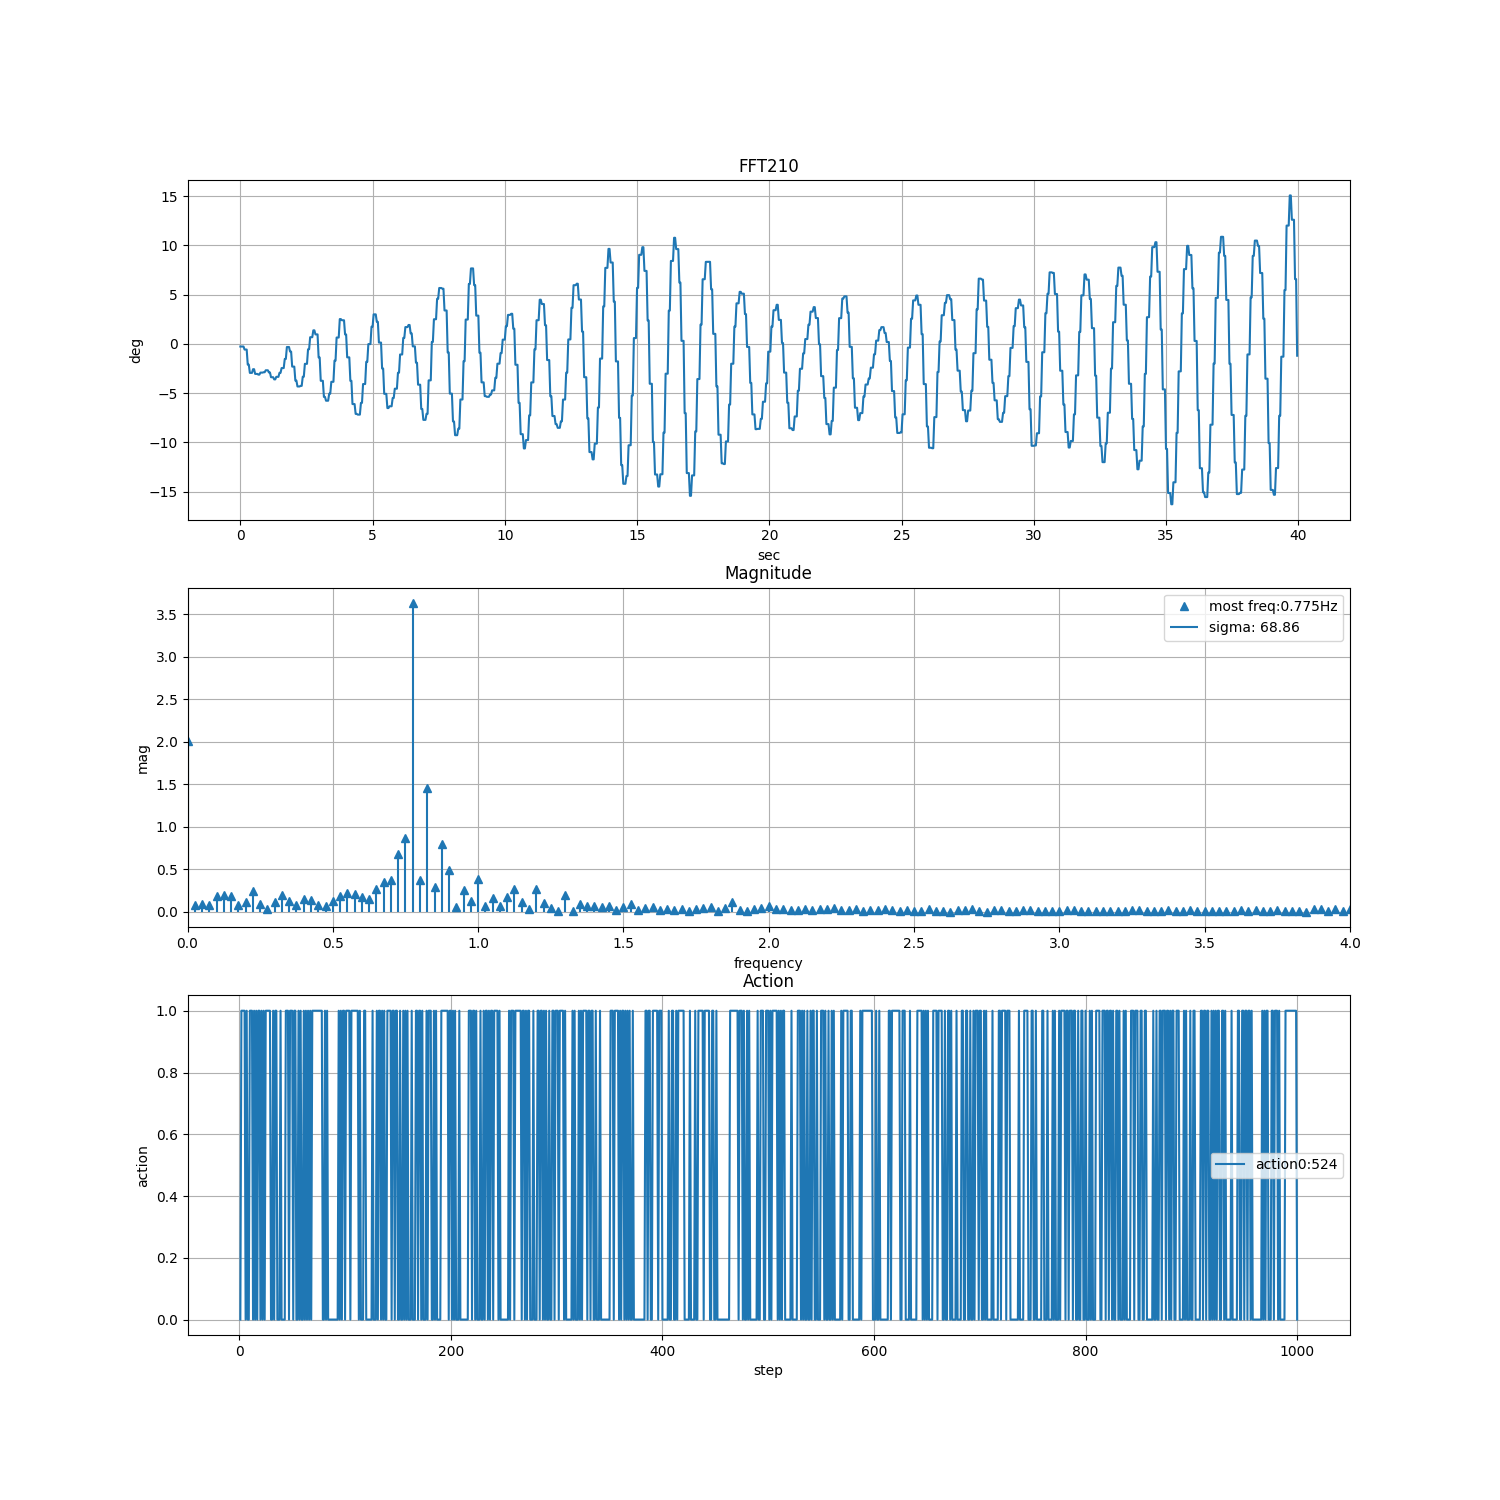 FFT210
deg
15
10
5
0
−5
−10
−15
0 5 10 15 20 25 30 35 40
sec
Magnitude
mag
3.5
3.0
2.5
2.0
1.5
1.0
0.5
0.0
most freq:0.775Hz
sigma: 68.86
0.0 0.5 1.0 1.5 2.0 2.5 3.0 3.5 4.0
frequency
Action
action
1.0
0.8
0.6
0.4
0.2
0.0
action0:524
0 200 400 600 800 1000
step